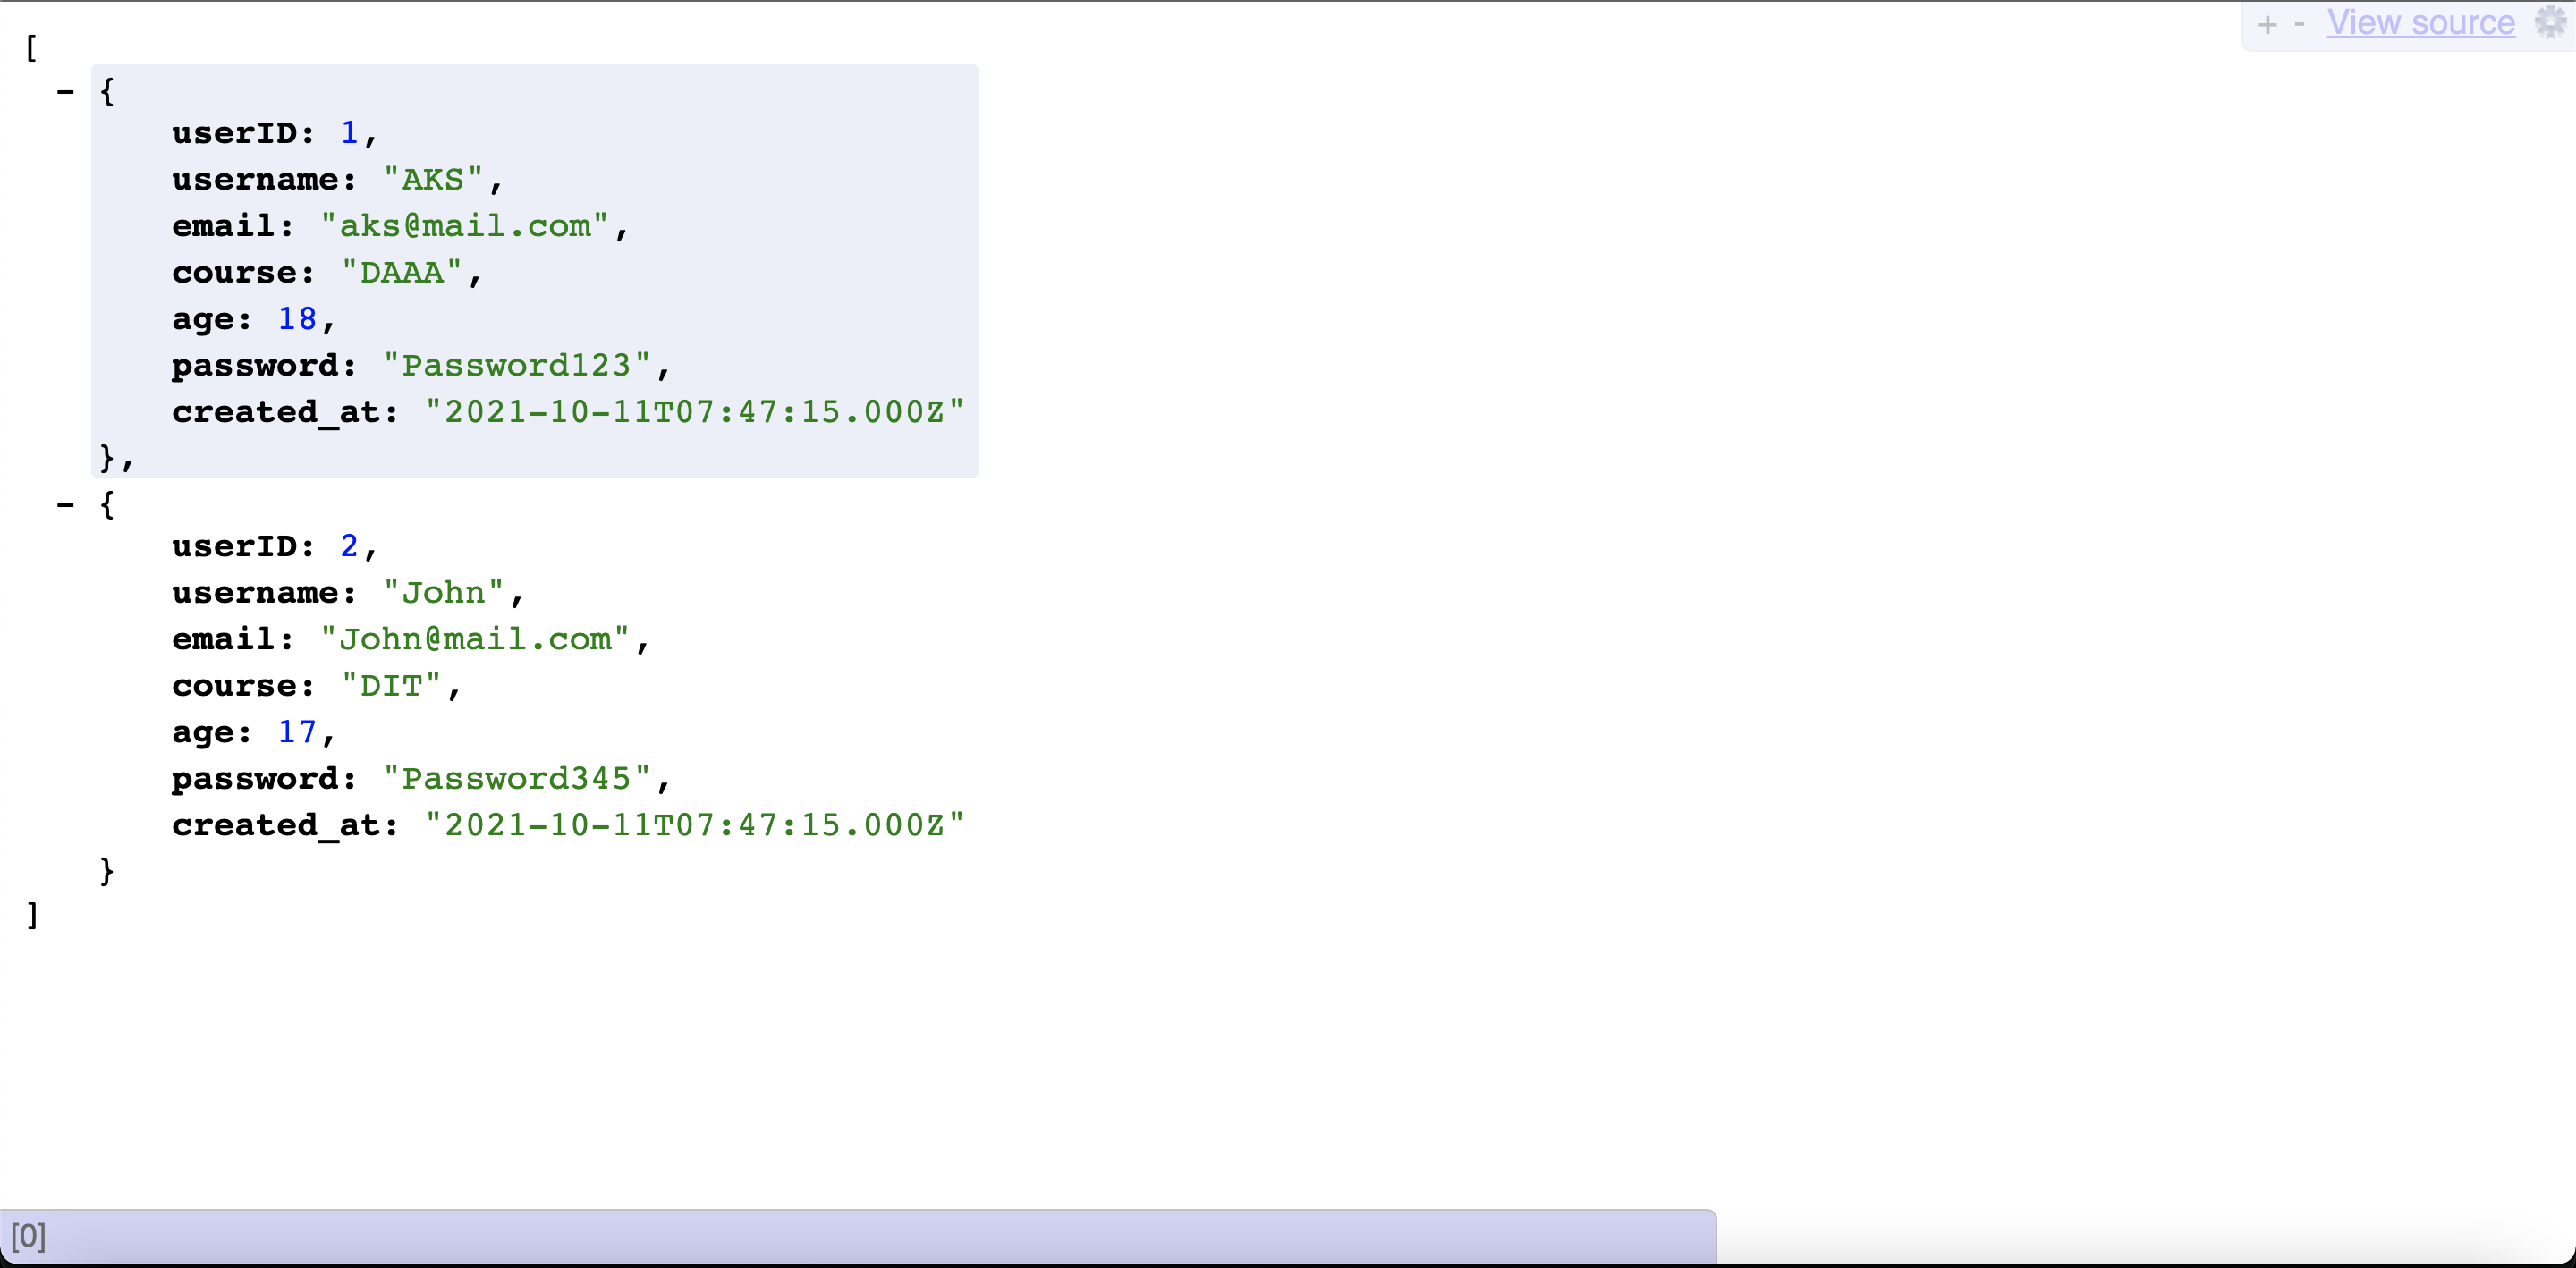 + - View source
[
- {
userID: 1,
username: "AKS",
email: "aks@mail.com",
course: "DAAA",
age: 18,
password: "Password123",
created_at: "2021-10-11T07:47:15.000Z"
},
- {
userID: 2,
username: "John",
email: "John@mail.com",
course: "DIT",
age: 17,
password: "Password345",
created_at: "2021-10-11T07:47:15.000Z"
}
]
[0]